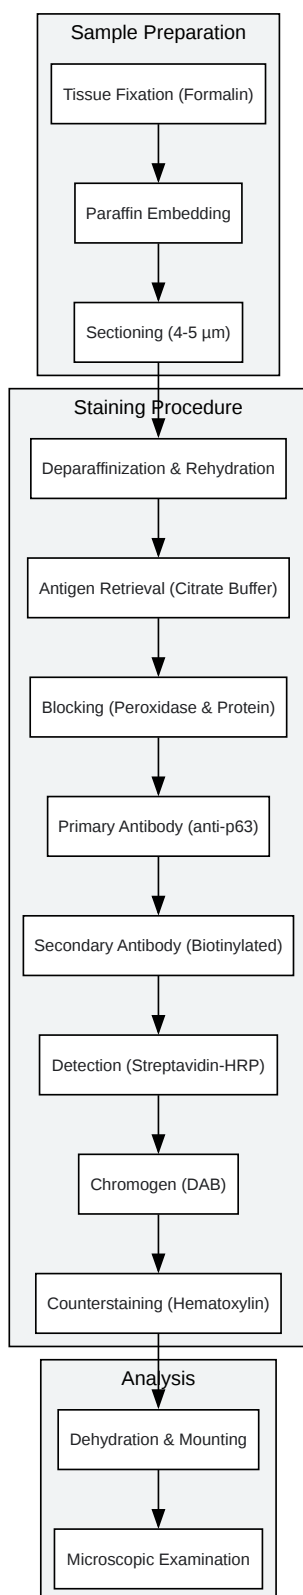 Sample Preparation
Tissue Fixation (Formalin)
Paraffin Embedding
Sectioning (4-5 µm)
Staining Procedure
Deparaffinization & Rehydration
Antigen Retrieval (Citrate Buffer)
Blocking (Peroxidase & Protein)
Primary Antibody (anti-p63)
Secondary Antibody (Biotinylated)
Detection (Streptavidin-HRP)
Chromogen (DAB)
Counterstaining (Hematoxylin)
Analysis
Dehydration & Mounting
Microscopic Examination